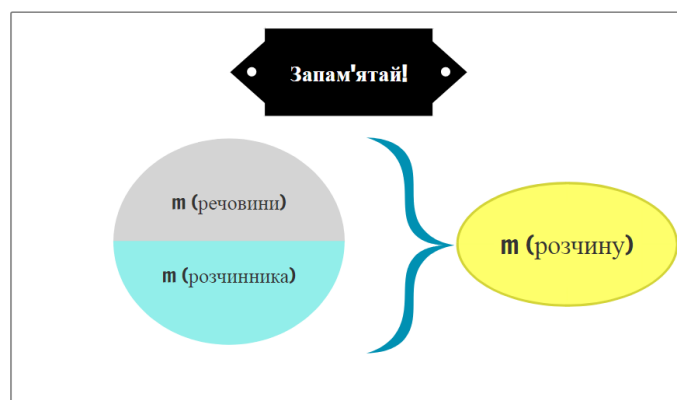 Запам'ятай!
m (речовини)
m (розчинника)
m (розчину)